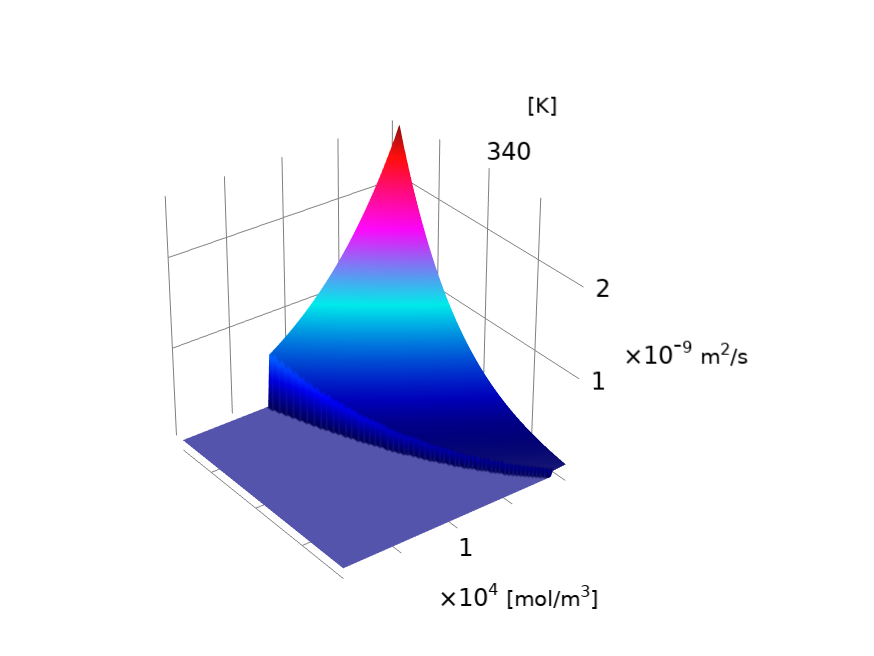 [K]
340
2
×10⁻⁹ m²/s
1
1
×10⁴ [mol/m³]